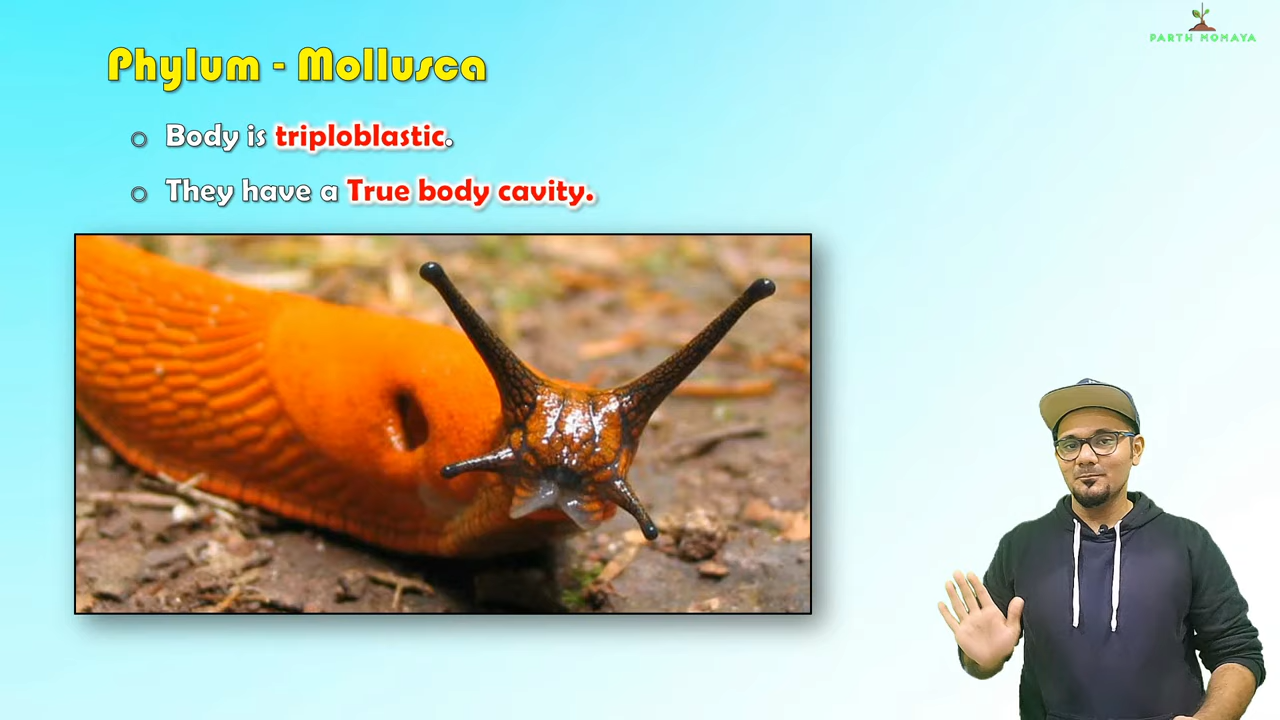 PARTH MOMAYA
Phylum - Mollusca
Body is triploblastic.
They have a True body cavity.